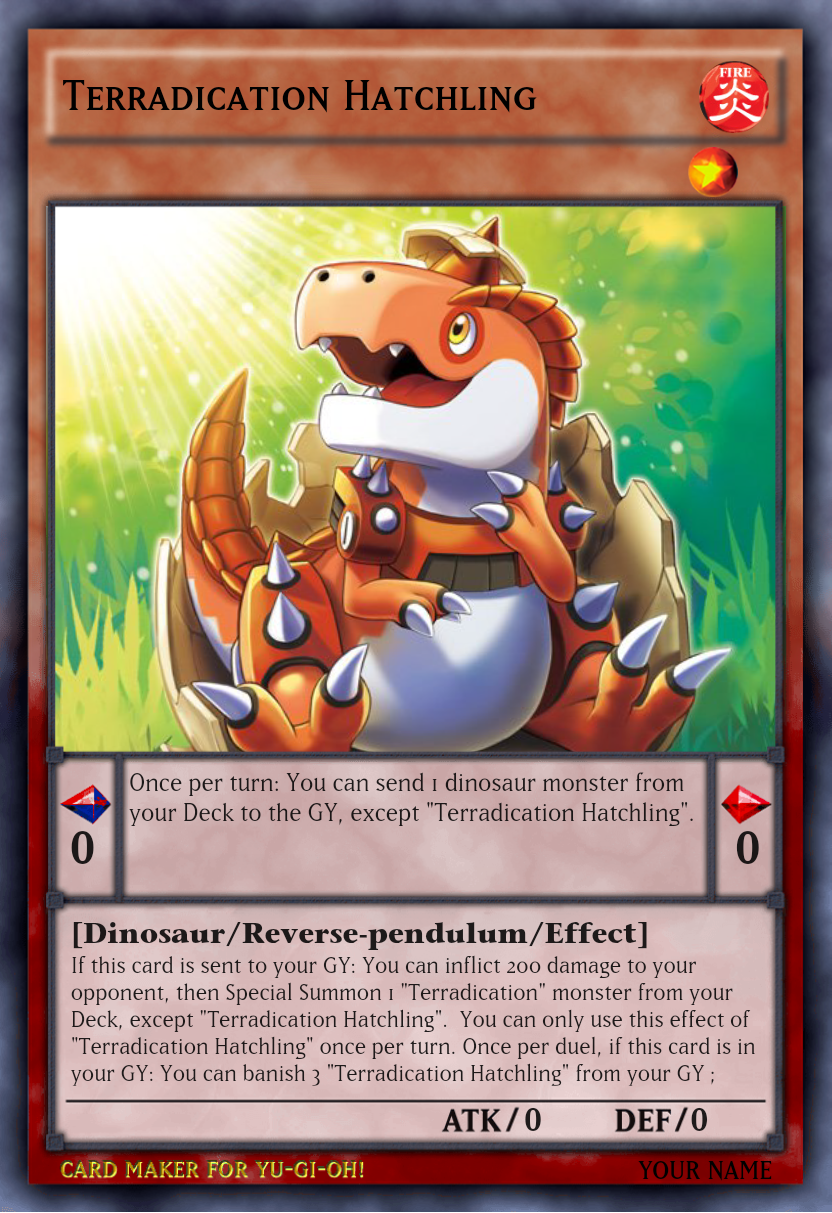 Terradication Hatchling
FIRE
炎
Once per turn: You can send 1 dinosaur monster from
your Deck to the GY, except "Terradication Hatchling".
0
0
[Dinosaur/Reverse-pendulum/Effect]
If this card is sent to your GY: You can inflict 200 damage to your
opponent, then Special Summon 1 "Terradication" monster from your
Deck, except "Terradication Hatchling".  You can only use this effect of
"Terradication Hatchling" once per turn. Once per duel, if this card is in
your GY: You can banish 3 "Terradication Hatchling" from your GY ;
ATK/0 DEF/0
CARD MAKER FOR YU-GI-OH! YOUR NAME